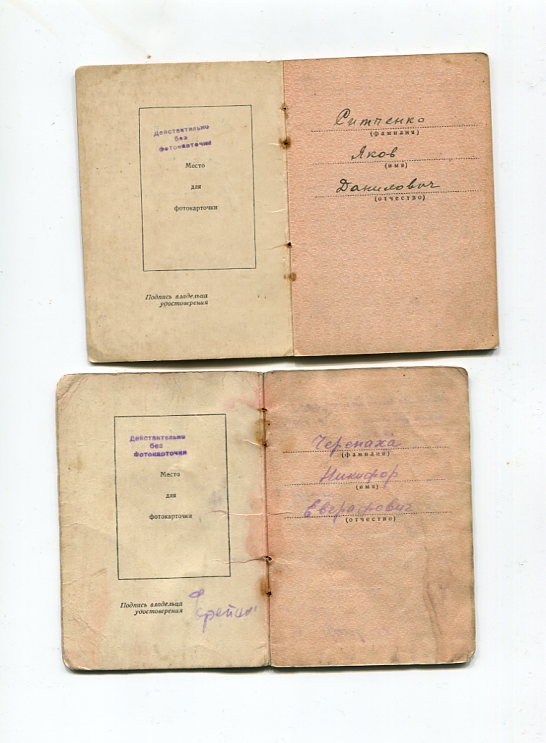 Действительно
без
фотокарточки
Место
для
фотокарточки
Подпись владельца
удостоверения
Ситченко
(фамилия)
Яков
(имя)
Данилович
(отчество)
Действительно
без
фотокарточки
Место
для
фотокарточки
Подпись владельца
удостоверения
Черепаха
(фамилия)
Никифор
(имя)
Евграфович
(отчество)